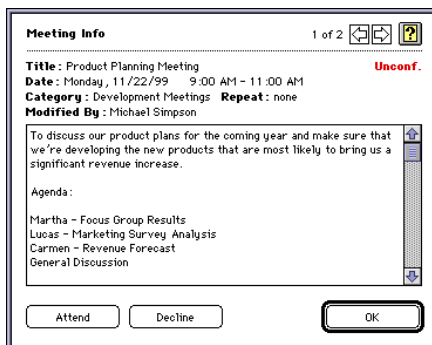 Meeting Info 1 of 2 ?
Title : Product Planning Meeting Unconf.
Date : Monday, 11/22/99 9:00 AM - 11:00 AM
Category : Development Meetings Repeat : none
Modified By : Michael Simpson
To discuss our product plans for the coming year and make sure that
we're developing the new products that are most likely to bring us a
significant revenue increase.
Agenda :
Martha - Focus Group Results
Lucas - Marketing Survey Analysis
Carmen - Revenue Forecast
General Discussion
Attend Decline OK